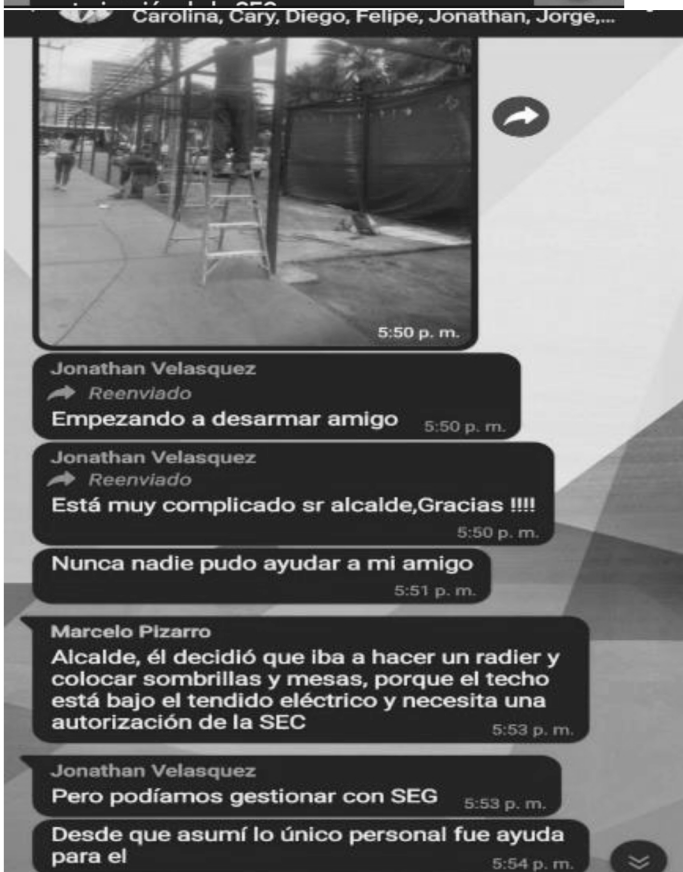 Carolina, Cary, Diego, Felipe, Jonathan, Jorge,...
5:50 p. m.
Jonathan Velasquez
Reenviado
Empezando a desarmar amigo
5:50 p. m.
Jonathan Velasquez
Reenviado
Está muy complicado sr alcalde,Gracias !!!!
5:50 p. m.
Nunca nadie pudo ayudar a mi amigo
5:51 p. m.
Marcelo Pizarro
Alcalde, él decidió que iba a hacer un radier y
colocar sombrillas y mesas, porque el techo
está bajo el tendido eléctrico y necesita una
autorización de la SEC
5:53 p. m.
Jonathan Velasquez
Pero podíamos gestionar con SEG
5:53 p. m.
Desde que asumí lo único personal fue ayuda
para el
5:54 p. m.